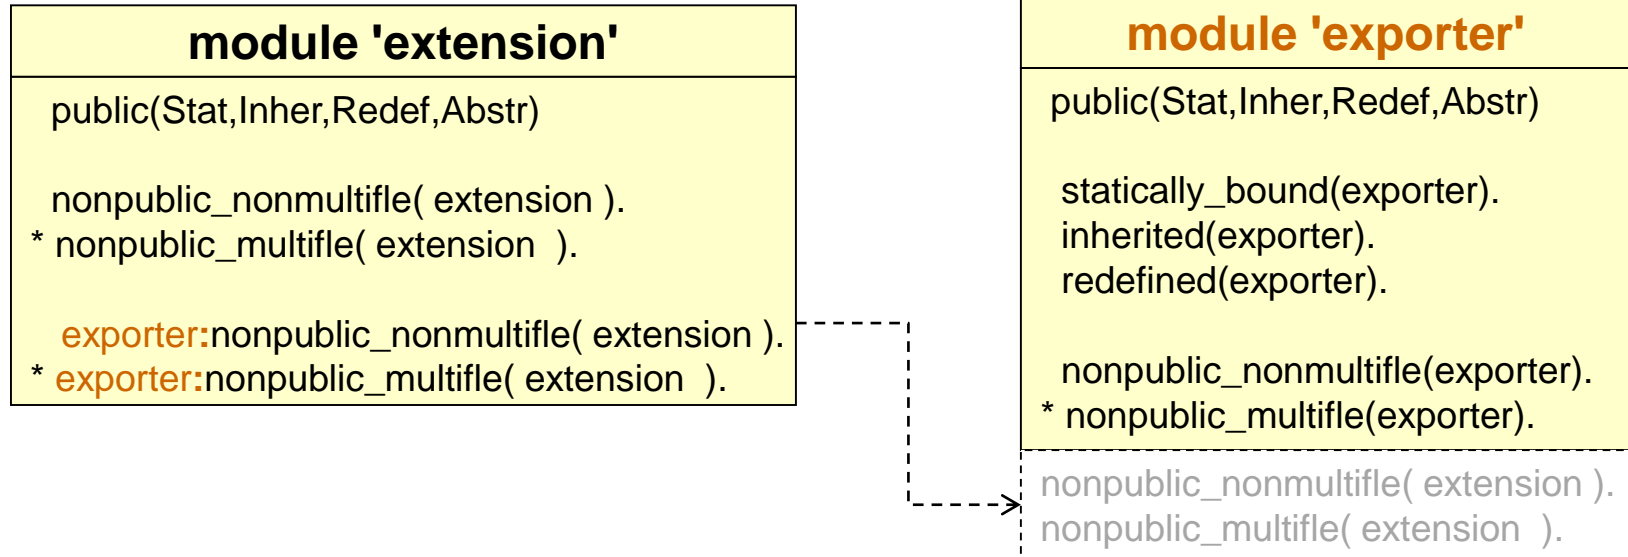 module 'extension'
public(Stat,Inher,Redef,Abstr)
nonpublic_nonmultifle( extension ).
* nonpublic_multifle( extension  ).
exporter:nonpublic_nonmultifle( extension ).
* exporter:nonpublic_multifle( extension  ).
module 'exporter'
public(Stat,Inher,Redef,Abstr)
statically_bound(exporter).
inherited(exporter).
redefined(exporter).
nonpublic_nonmultifle(exporter).
* nonpublic_multifle(exporter).
nonpublic_nonmultifle( extension ).
nonpublic_multifle( extension  ).